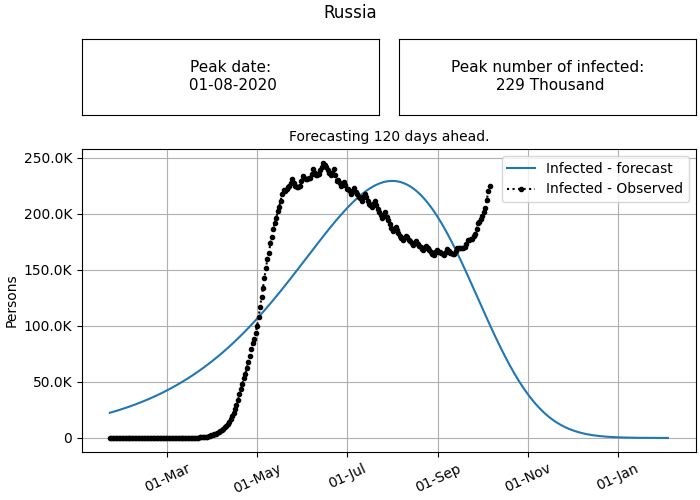 Russia
Peak date:
01-08-2020
Peak number of infected:
229 Thousand
Forecasting 120 days ahead.
Infected - forecast
Infected - Observed
250.0K
200.0K
150.0K
100.0K
50.0K
0
Persons
01-Mar
01-May
01-Jul
01-Sep
01-Nov
01-Jan